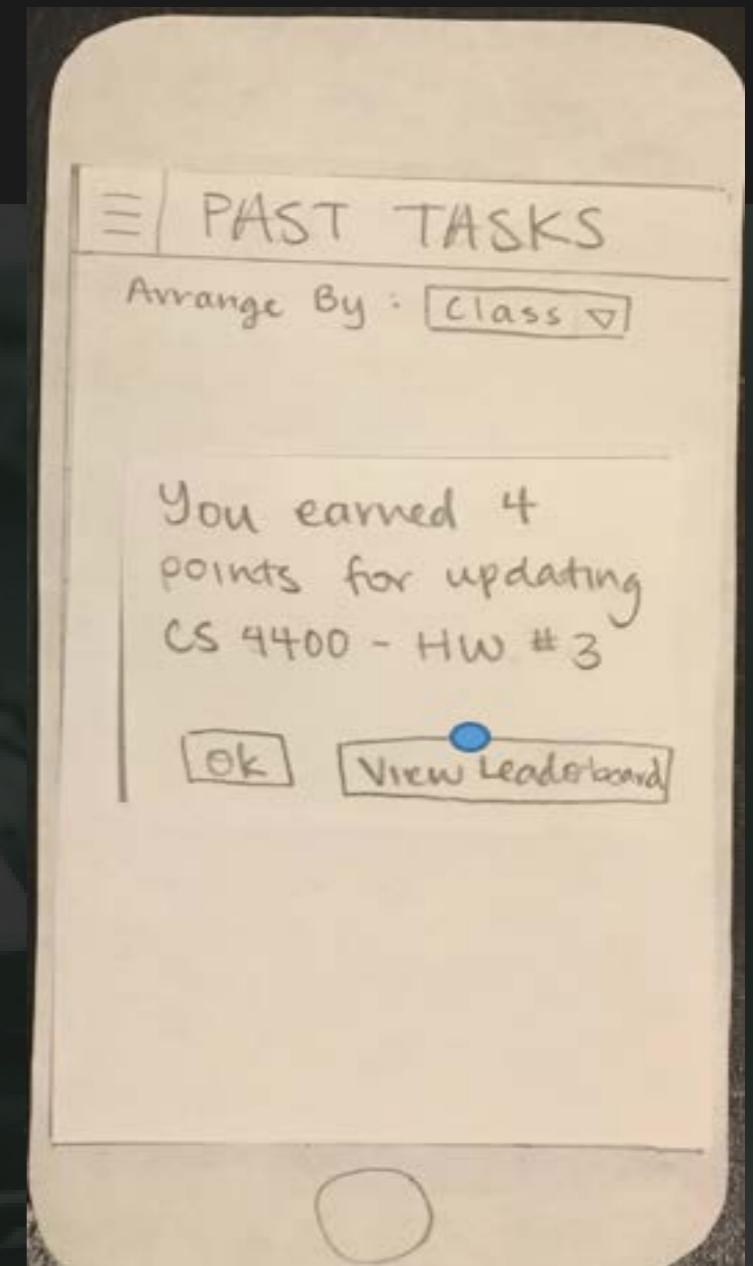 PAST TASKS
Arrange By : Class
You earned 4
points for updating
CS 4400 - HW #3
Ok View Leaderboard